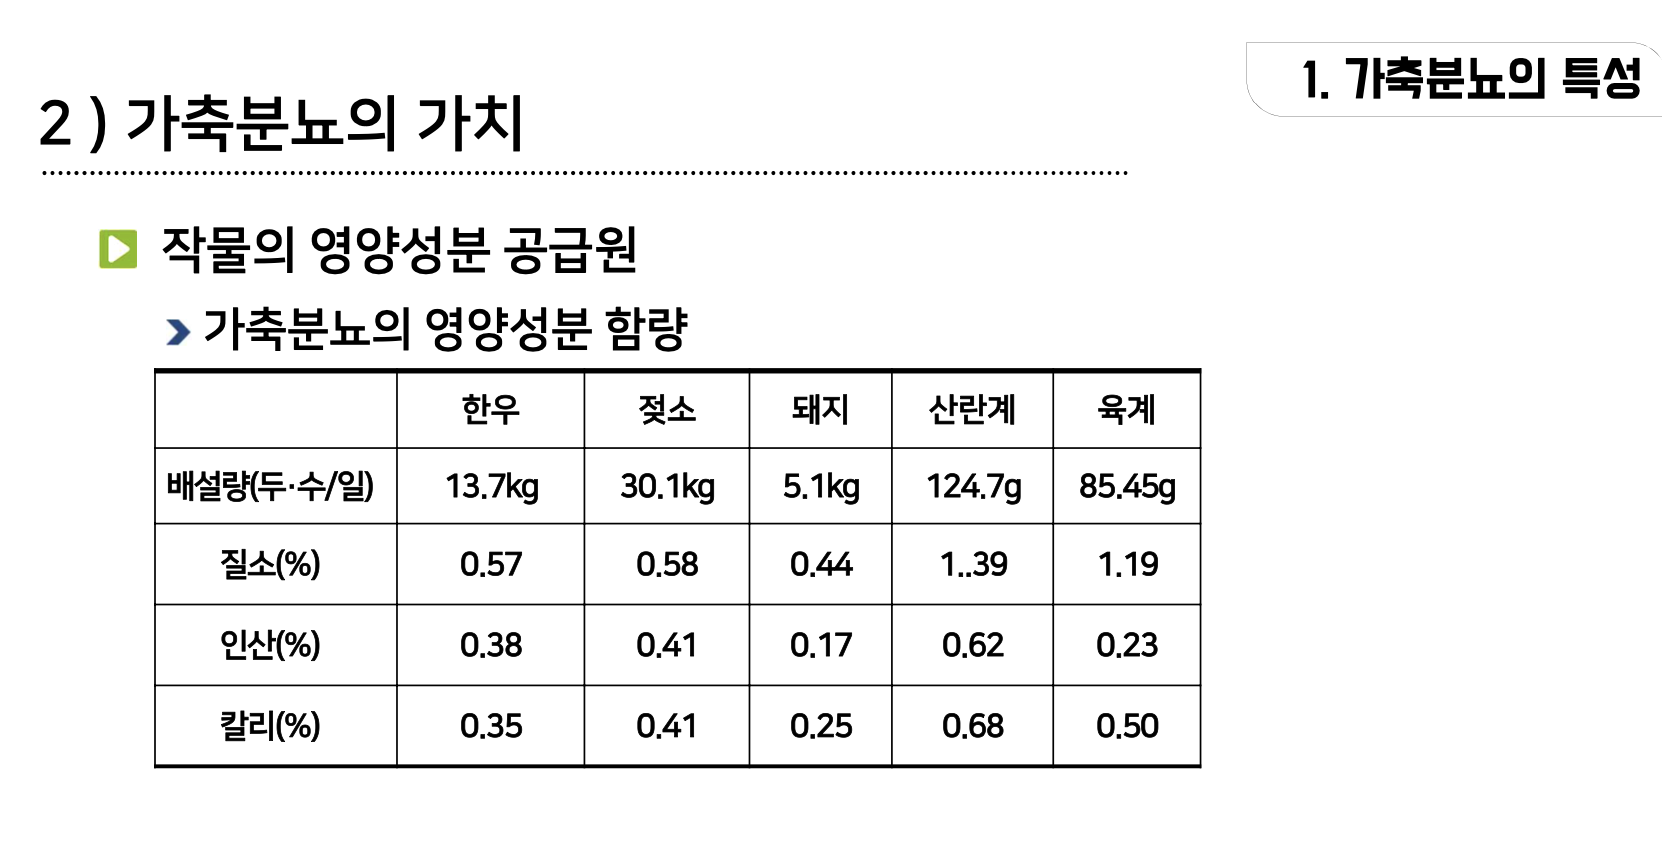 1. 가축분뇨의 특성
2 ) 가축분뇨의 가치
작물의 영양성분 공급원
가축분뇨의 영양성분 함량
한우 젖소 돼지 산란계 육계
배설량(두·수/일) 13.7kg 30.1kg 5.1kg 124.7g 85.45g
질소(%) 0.57 0.58 0.44 1..39 1.19
인산(%) 0.38 0.41 0.17 0.62 0.23
칼리(%) 0.35 0.41 0.25 0.68 0.50